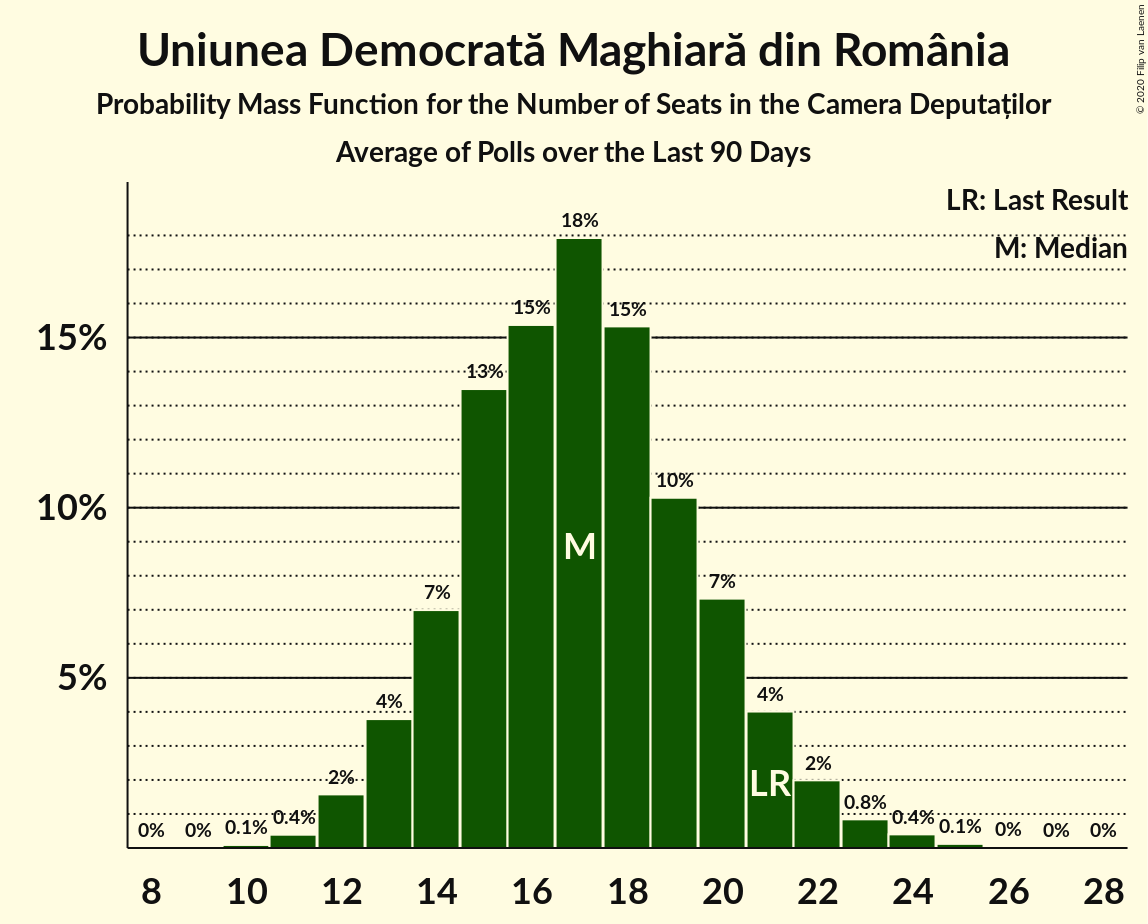 Uniunea Democrată Maghiară din România
Probability Mass Function for the Number of Seats in the Camera Deputaților
Average of Polls over the Last 90 Days
© 2020 Filip van Laenen
LR: Last Result
M: Median
18%
15%
15%
15%
13%
10%
10%
7%
7%
5%
4%
4%
2%
2%
0.8%
0.4%
0.4%
0.1%
0.1%
0%
0%
0%
0%
0%
M
LR
8 10 12 14 16 18 20 22 24 26 28